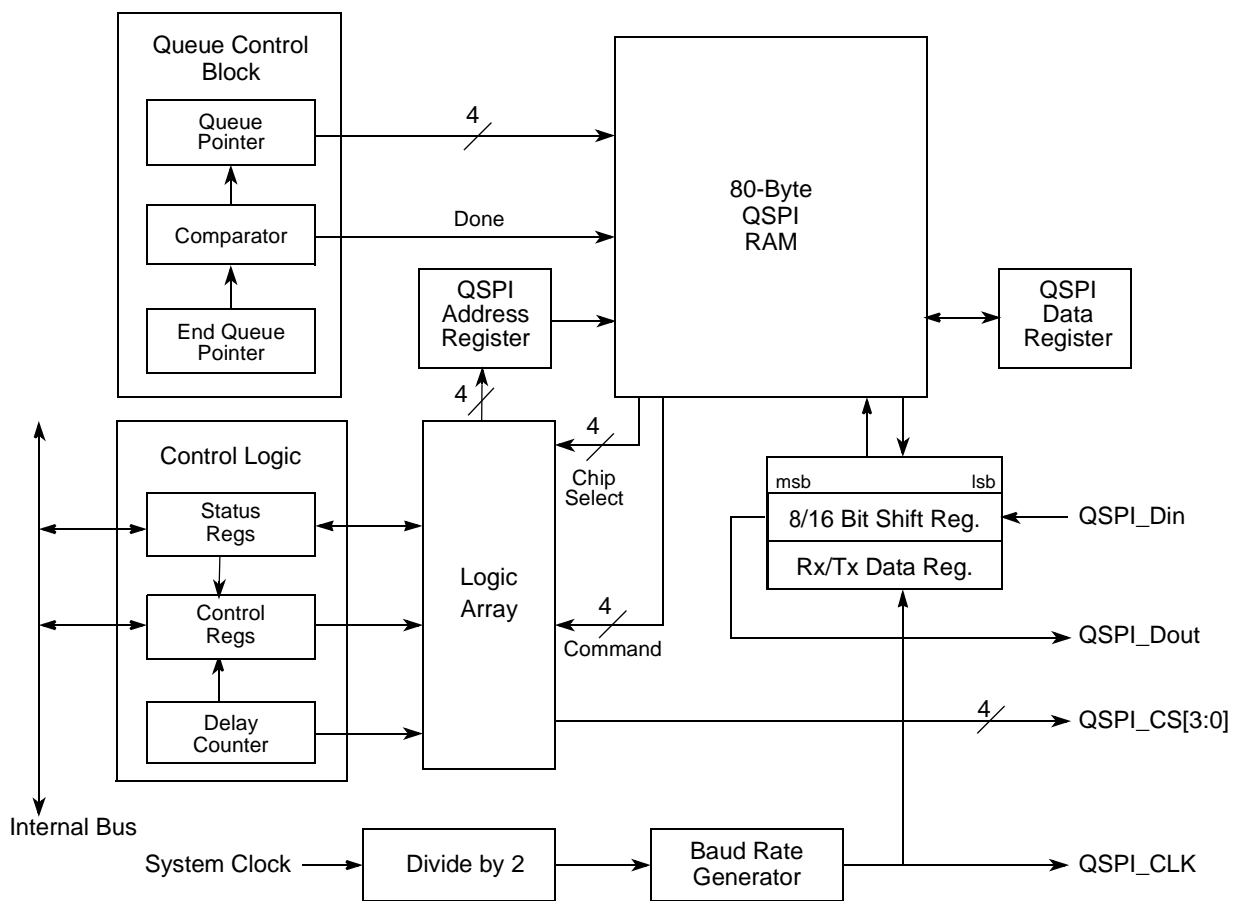 Queue Control
Block
Queue
Pointer
4
Comparator
Done
End Queue
Pointer
80-Byte
QSPI
RAM
QSPI
Address
Register
QSPI
Data
Register
4
4
Chip
Select
Control Logic
Status
Regs
Control
Regs
Delay
Counter
Logic
Array
4
Command
msb
lsb
8/16 Bit Shift Reg.
Rx/Tx Data Reg.
QSPI_Din
QSPI_Dout
4
QSPI_CS[3:0]
Internal Bus
System Clock
Divide by 2
Baud Rate
Generator
QSPI_CLK